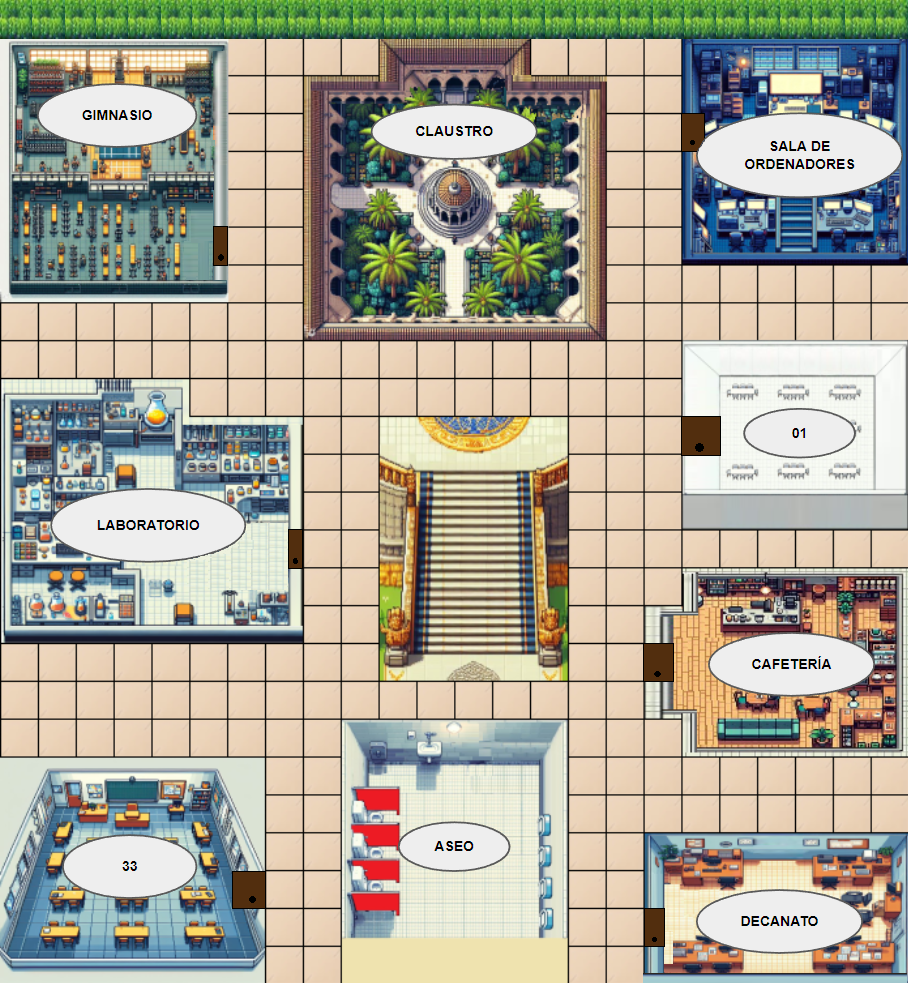 GIMNASIO
CLAUSTRO
SALA DE
ORDENADORES
01
LABORATORIO
CAFETERÍA
33
ASEO
DECANATO